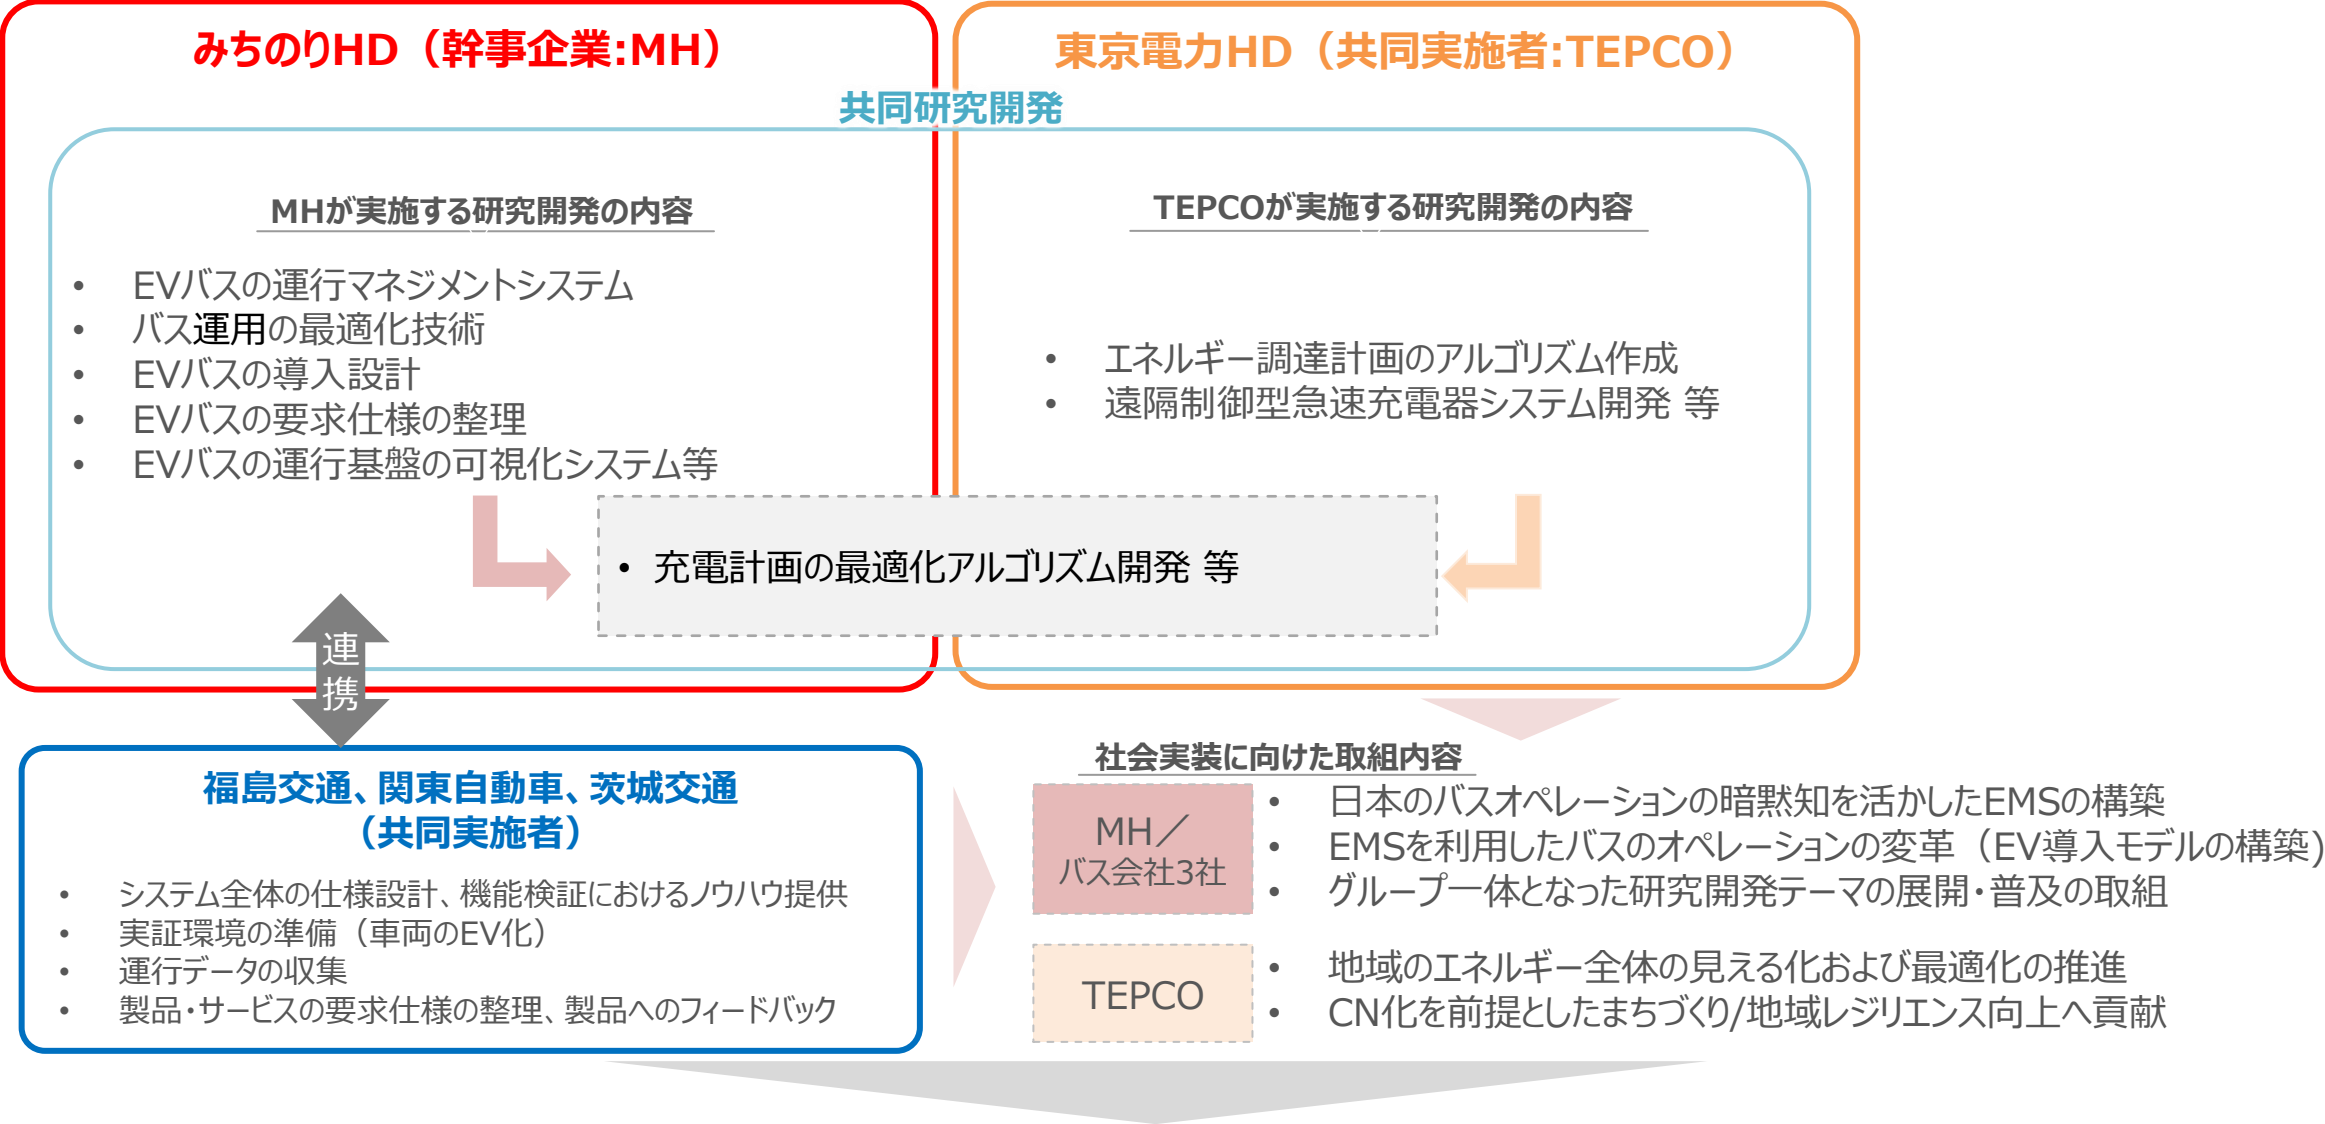 みちのりHD（幹事企業:MH）
東京電力HD（共同実施者:TEPCO）
共同研究開発
MHが実施する研究開発の内容
• EVバスの運行マネジメントシステム
• バス運用の最適化技術
• EVバスの導入設計
• EVバスの要求仕様の整理
• EVバスの運行基盤の可視化システム等
TEPCOが実施する研究開発の内容
• エネルギー調達計画のアルゴリズム作成
• 遠隔制御型急速充電器システム開発 等
• 充電計画の最適化アルゴリズム開発 等
連
携
福島交通、関東自動車、茨城交通
（共同実施者）
• システム全体の仕様設計、機能検証におけるノウハウ提供
• 実証環境の準備（車両のEV化）
• 運行データの収集
• 製品・サービスの要求仕様の整理、製品へのフィードバック
社会実装に向けた取組内容
MH／
バス会社3社
• 日本のバスオペレーションの暗黙知を活かしたEMSの構築
• EMSを利用したバスのオペレーションの変革（EV導入モデルの構築)
• グループ一体となった研究開発テーマの展開・普及の取組
TEPCO
• 地域のエネルギー全体の見える化および最適化の推進
• CN化を前提としたまちづくり/地域レジリエンス向上へ貢献